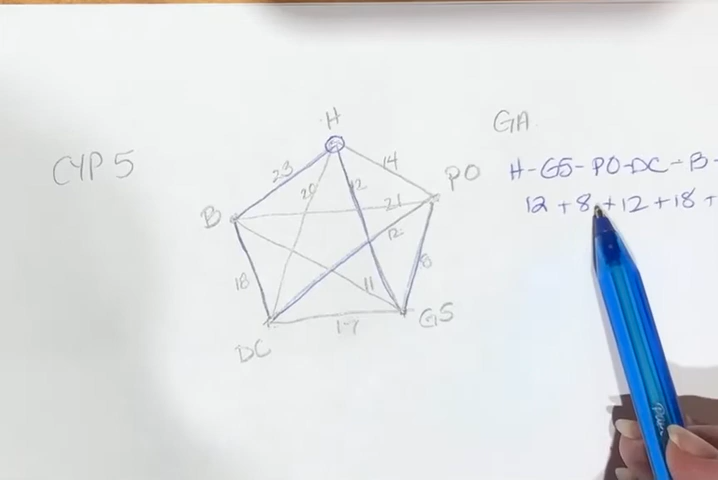 H
GA
14
CYP 5
23
H-GS-PO-DC-B-
PO
20
12
21
12+8+12+18+
B
12
18
11
8
GS
17
DC